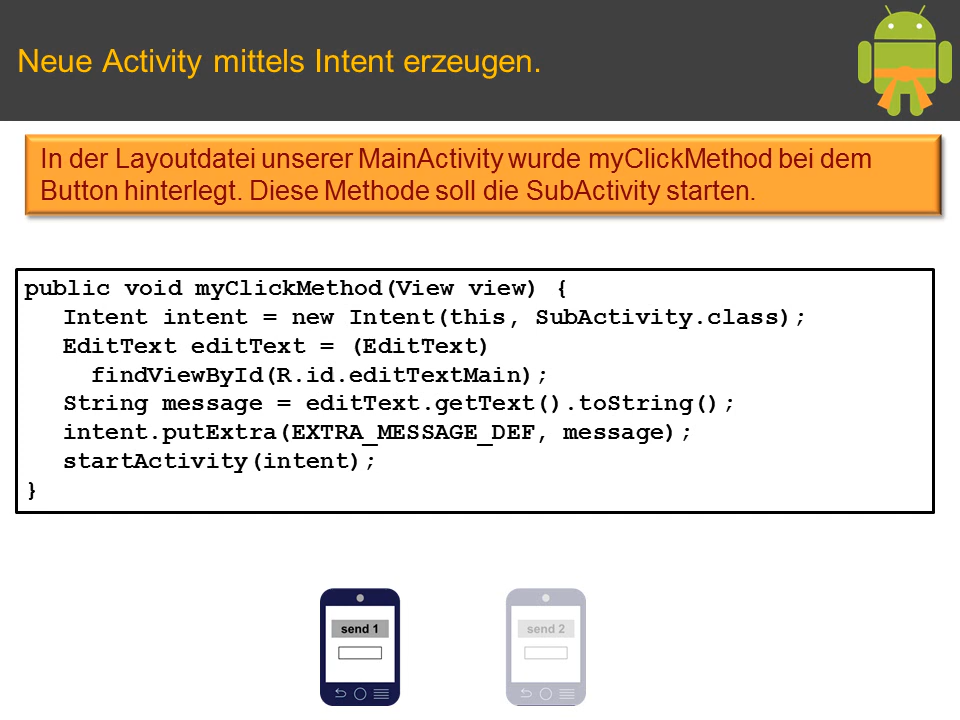 Neue Activity mittels Intent erzeugen.
In der Layoutdatei unserer MainActivity wurde myClickMethod bei dem
Button hinterlegt. Diese Methode soll die SubActivity starten.
public void myClickMethod(View view) {
Intent intent = new Intent(this, SubActivity.class);
EditText editText = (EditText)
findViewById(R.id.editTextMain);
String message = editText.getText().toString();
intent.putExtra(EXTRA_MESSAGE_DEF, message);
startActivity(intent);
}
send 1
send 2